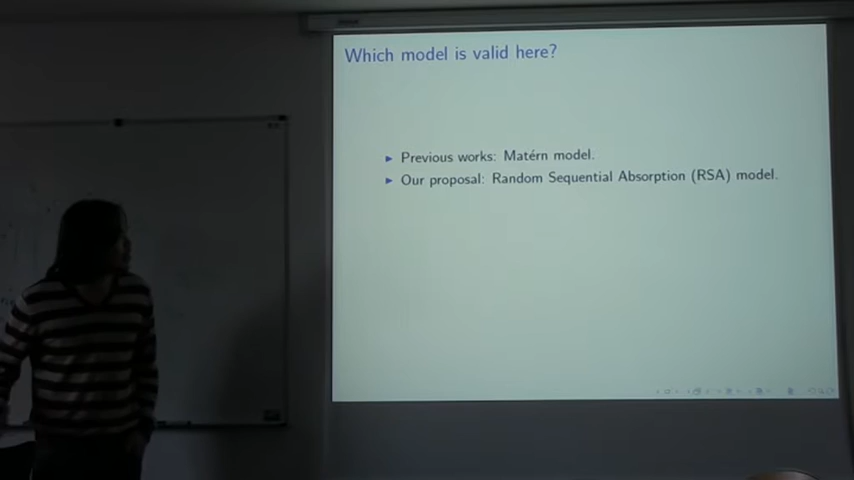 Which model is valid here?
Previous works: Matérn model.
Our proposal: Random Sequential Absorption (RSA) model.